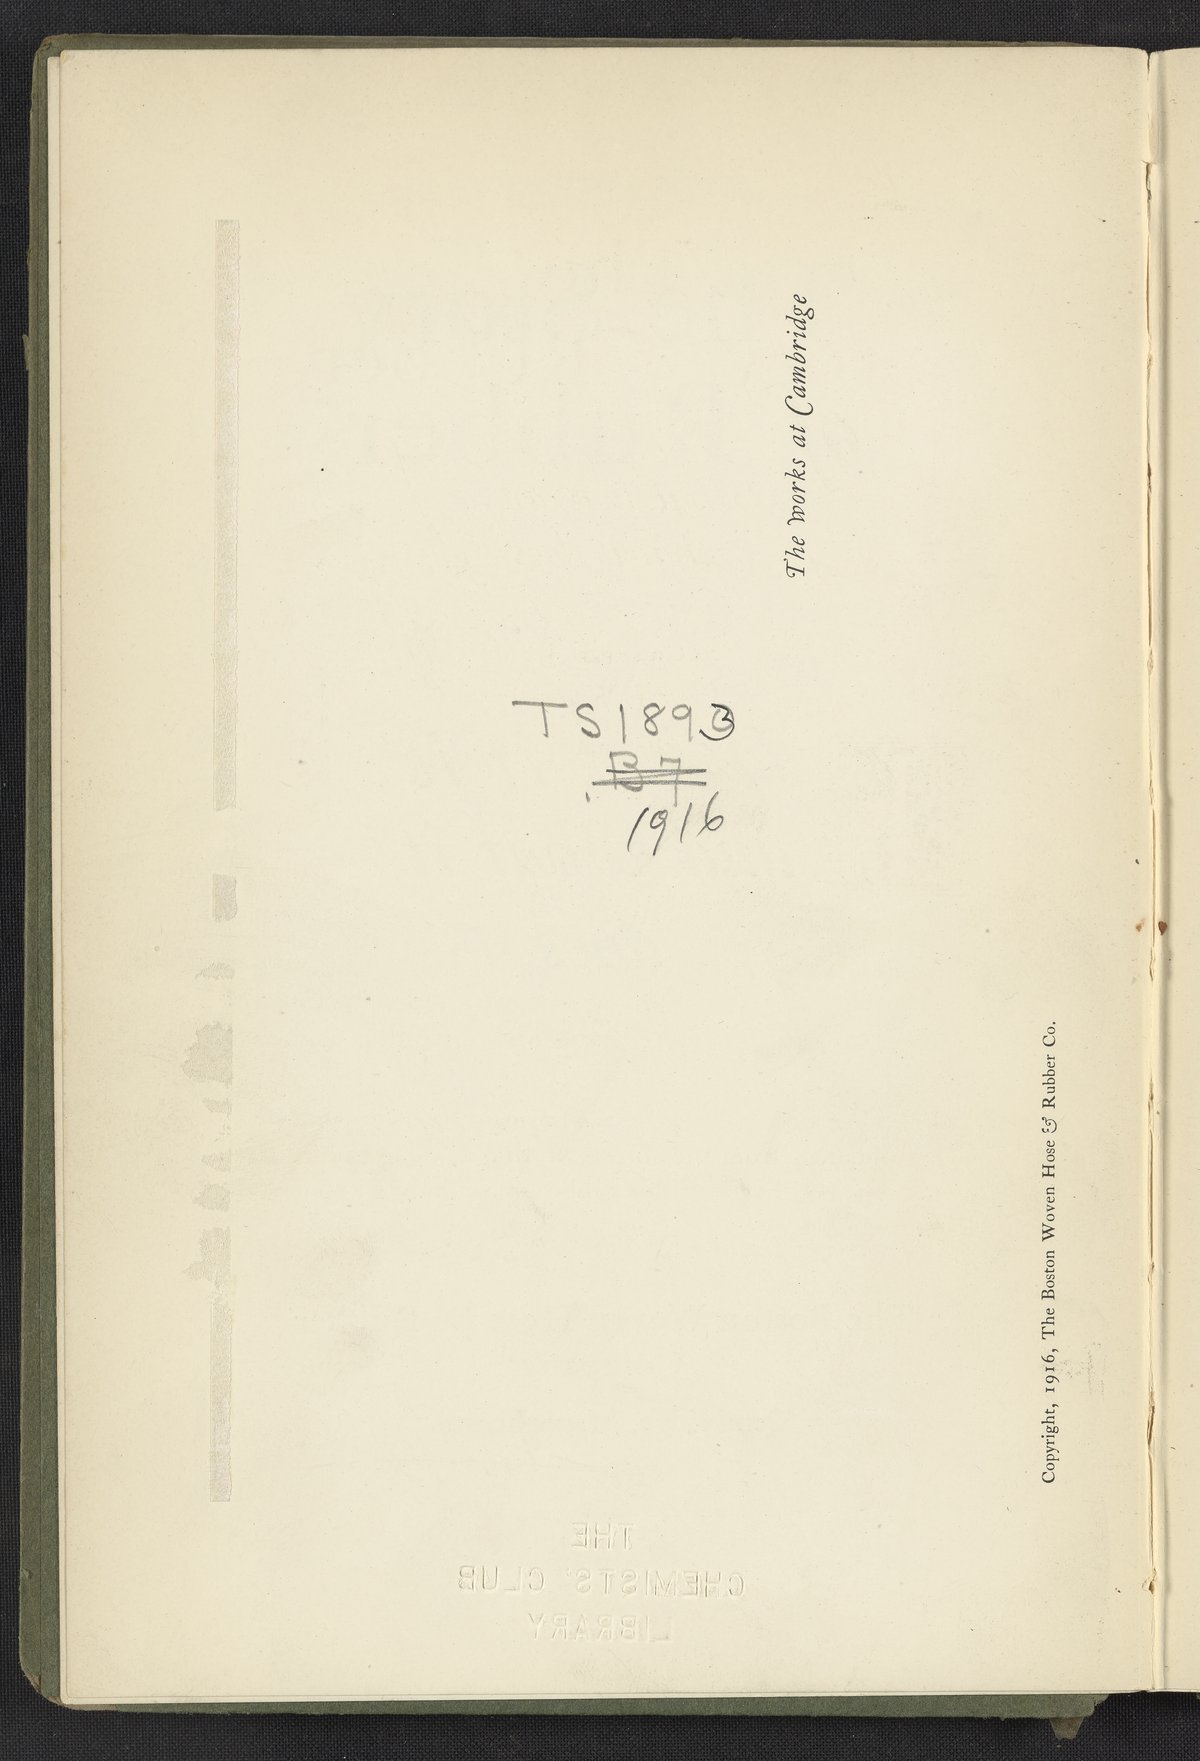 The works at Cambridge
TS1893
B7
1916
Copyright, 1916, The Boston Woven Hose & Rubber Co.
THE
CHEMISTS' CLUB
LIBRARY